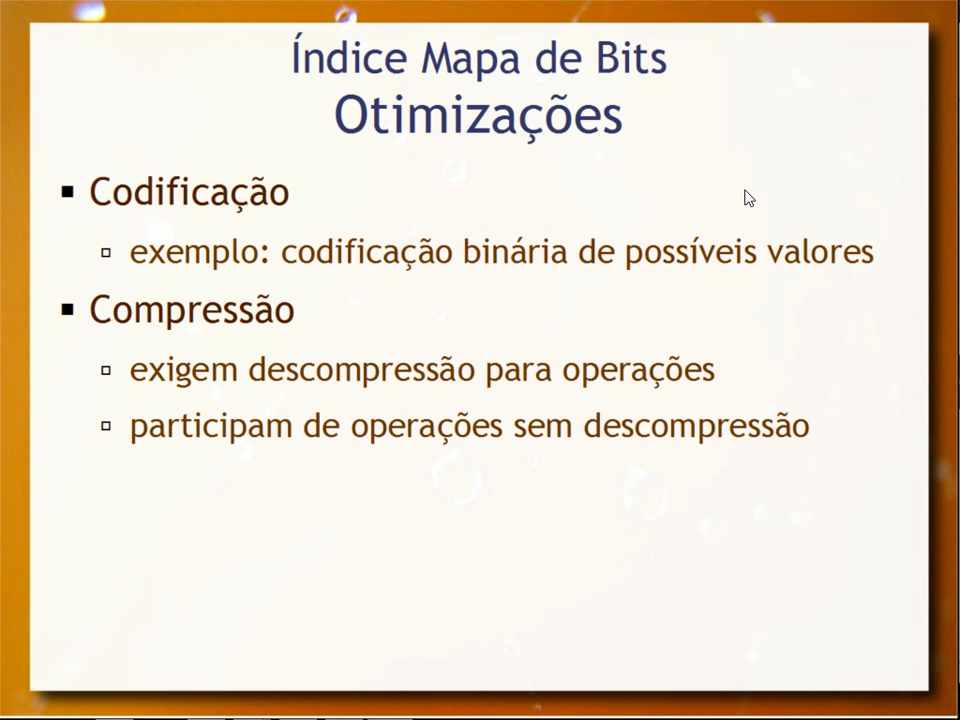 Índice Mapa de Bits
Otimizações
Codificação
exemplo: codificação binária de possíveis valores
Compressão
exigem descompressão para operações
participam de operações sem descompressão